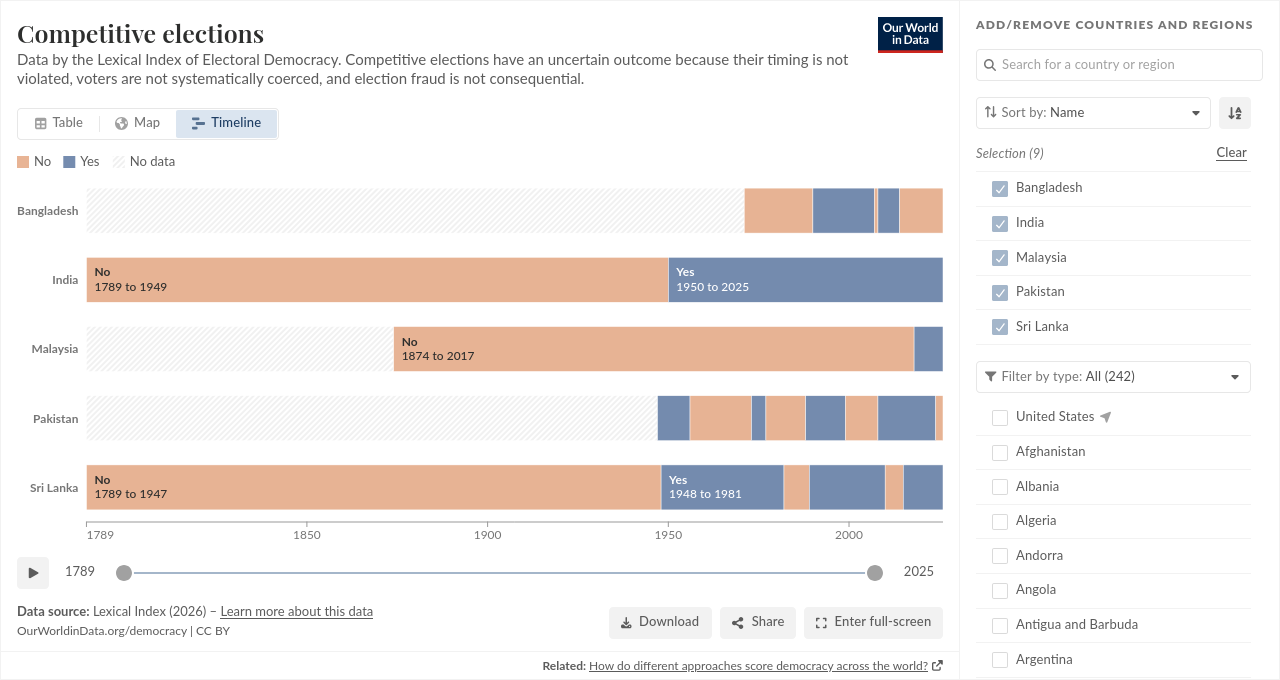 Competitive elections
Data by the Lexical Index of Electoral Democracy. Competitive elections have an uncertain outcome because their timing is not
violated, voters are not systematically coerced, and election fraud is not consequential.
Our World
in Data
Table
Map
Timeline
No
Yes
No data
Bangladesh
India
No
1789 to 1949
Yes
1950 to 2025
Malaysia
No
1874 to 2017
Pakistan
Sri Lanka
No
1789 to 1947
Yes
1948 to 1981
1789
1850
1900
1950
2000
1789
2025
Data source: Lexical Index (2026) – Learn more about this data
OurWorldinData.org/democracy | CC BY
Download
Share
Enter full-screen
Related: How do different approaches score democracy across the world?
ADD/REMOVE COUNTRIES AND REGIONS
Search for a country or region
Sort by: Name
Selection (9)
Clear
Bangladesh
India
Malaysia
Pakistan
Sri Lanka
Filter by type: All (242)
United States
Afghanistan
Albania
Algeria
Andorra
Angola
Antigua and Barbuda
Argentina